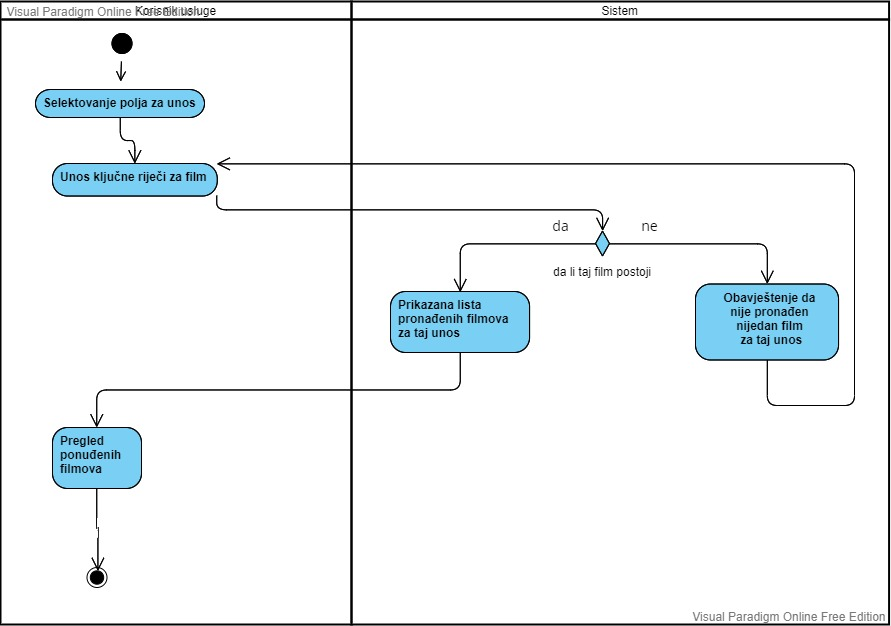 Visual Paradigm Online Free Edition
Korisnik usluge
Sistem
Selektovanje polja za unos
Unos ključne riječi za film
da
ne
da li taj film postoji
Prikazana lista
pronađenih filmova
za taj unos
Obavještenje da
nije pronađen
nijedan film
za taj unos
Pregled
ponuđenih
filmova
Visual Paradigm Online Free Edition